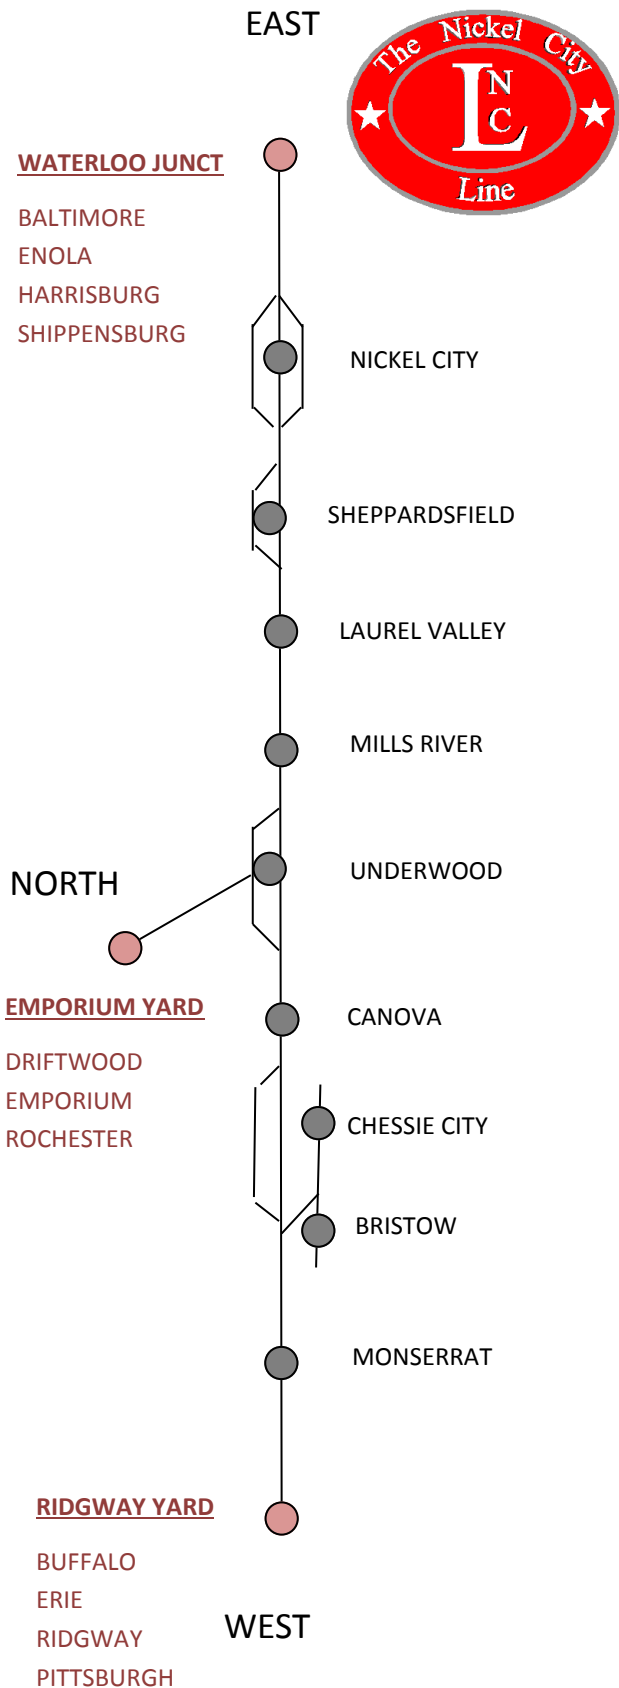 EAST
The Nickel City
L N C
Line
WATERLOO JUNCT
BALTIMORE
ENOLA
HARRISBURG
SHIPPENSBURG
NICKEL CITY
SHEPPARDSFIELD
LAUREL VALLEY
MILLS RIVER
UNDERWOOD
NORTH
EMPORIUM YARD
CANOVA
DRIFTWOOD
EMPORIUM
ROCHESTER
CHESSIE CITY
BRISTOW
MONSERRAT
RIDGWAY YARD
BUFFALO
ERIE
RIDGWAY
PITTSBURGH
WEST